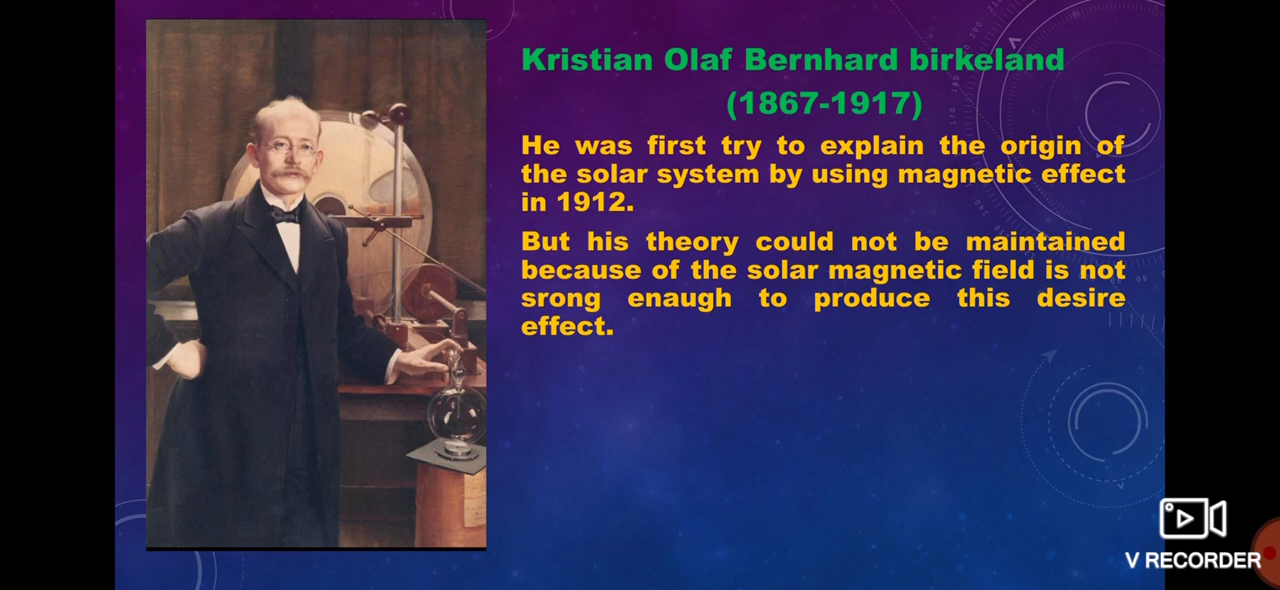 Kristian Olaf Bernhard birkeland
(1867-1917)
He was first try to explain the origin of
the solar system by using magnetic effect
in 1912.
But his theory could not be maintained
because of the solar magnetic field is not
srong enaugh to produce this desire
effect.
V RECORDER